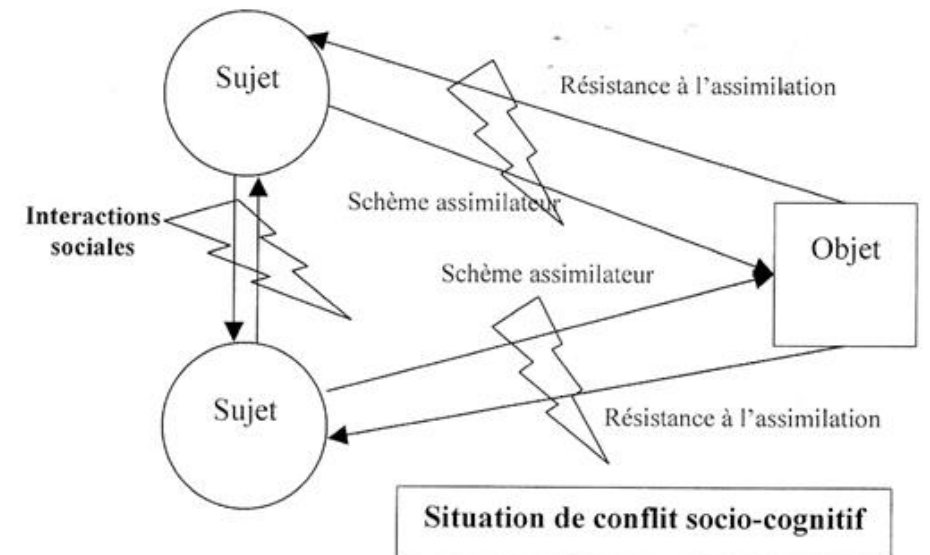 Sujet
Résistance à l'assimilation
Schème assimilateur
Interactions
sociales
Objet
Schème assimilateur
Sujet
Résistance à l'assimilation
Situation de conflit socio-cognitif